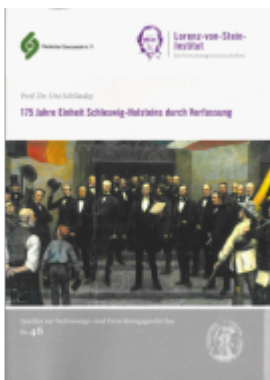 Lorenz-von-Stein-
Institut
Prof. Dr. Utz Schliesky
175 Jahre Einheit Schleswig-Holsteins durch Verfassung
Quellen zur Verfassungs- und Verwaltungsgeschichte
Nr. 46